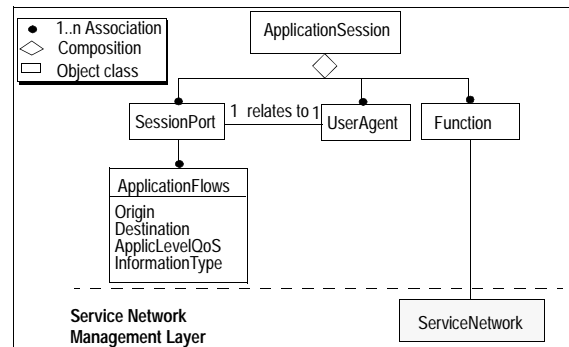 1..n Association
Composition
Object class
ApplicationSession
SessionPort
1 relates to 1
UserAgent
Function
ApplicationFlows
Origin
Destination
ApplicLevelQoS
InformationType
Service Network
Management Layer
ServiceNetwork